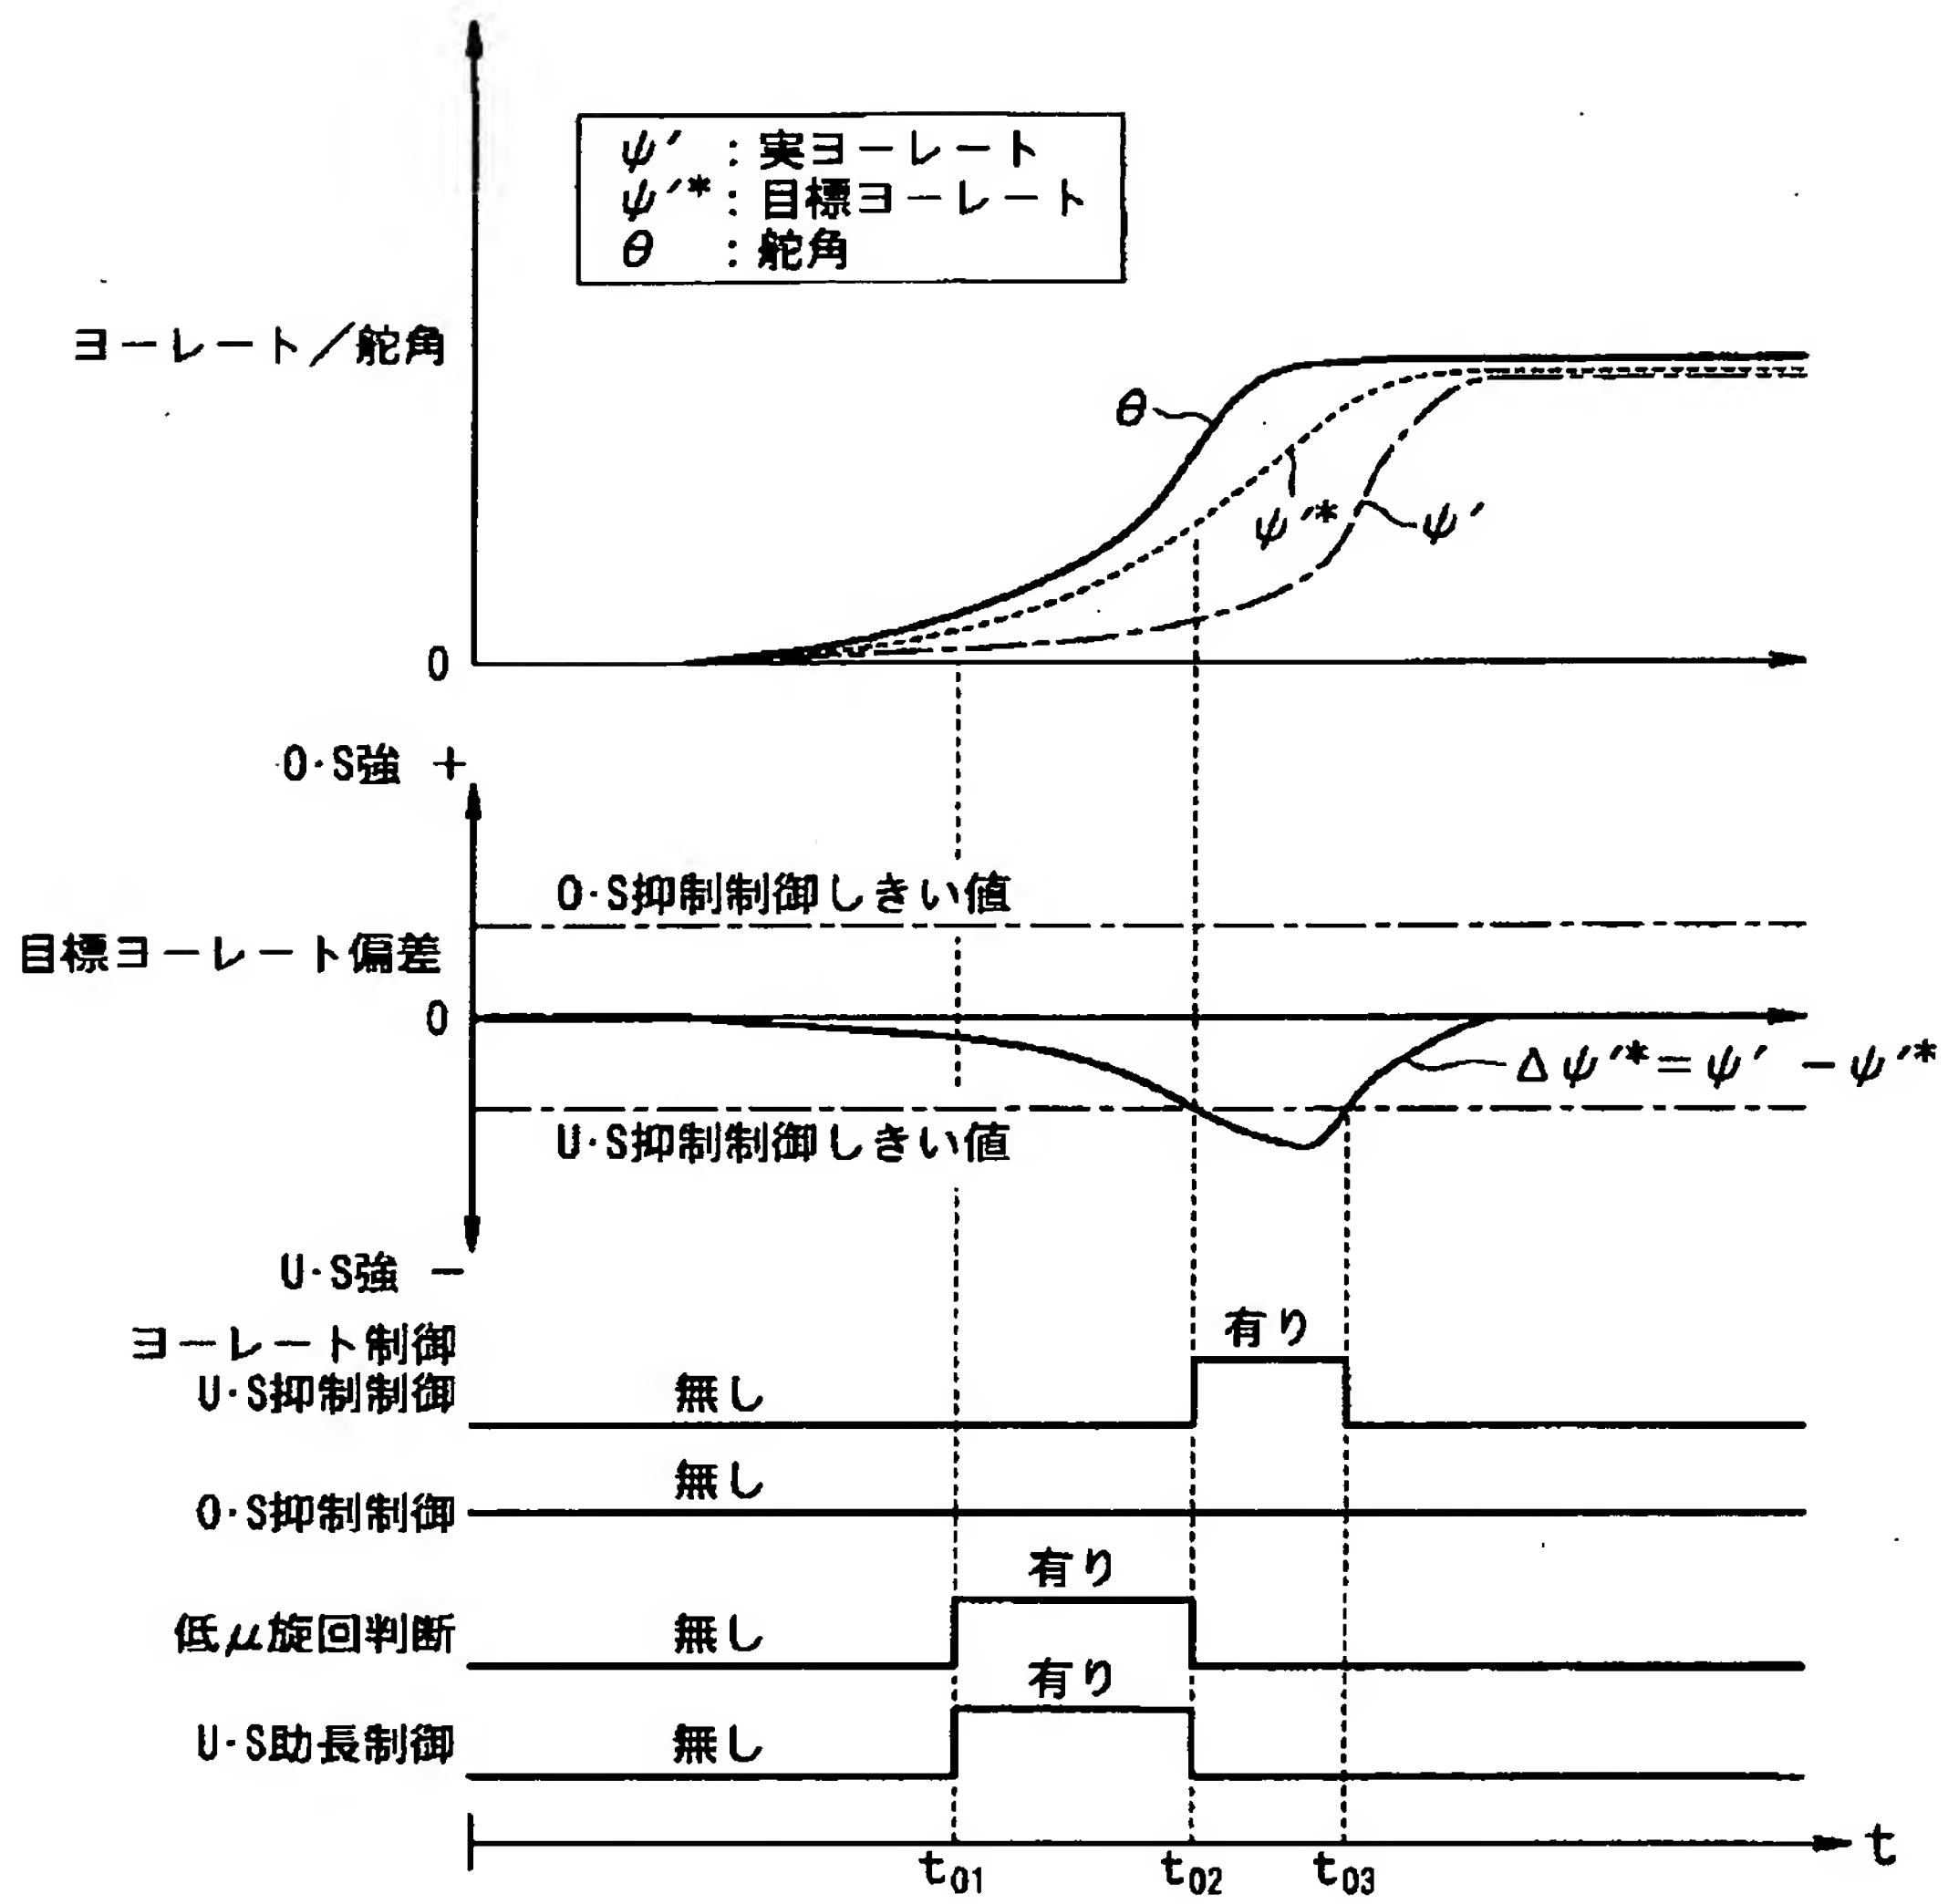 ψ′ : 実ヨーレート
ψ′* : 目標ヨーレート
θ :舵角
ヨーレート／舵角
θ
ψ′*
ψ′
0
O·S強 +
O·S抑制制御しきい値
目標ヨーレート偏差
0
Δψ′*=ψ′-ψ′*
U·S抑制制御しきい値
U·S強 -
ヨーレート制御
有り
U·S抑制制御
無し
無し
O·S抑制制御
有り
低μ旋回判断
無し
有り
U·S助長制御
無し
t01 t02 t03
t